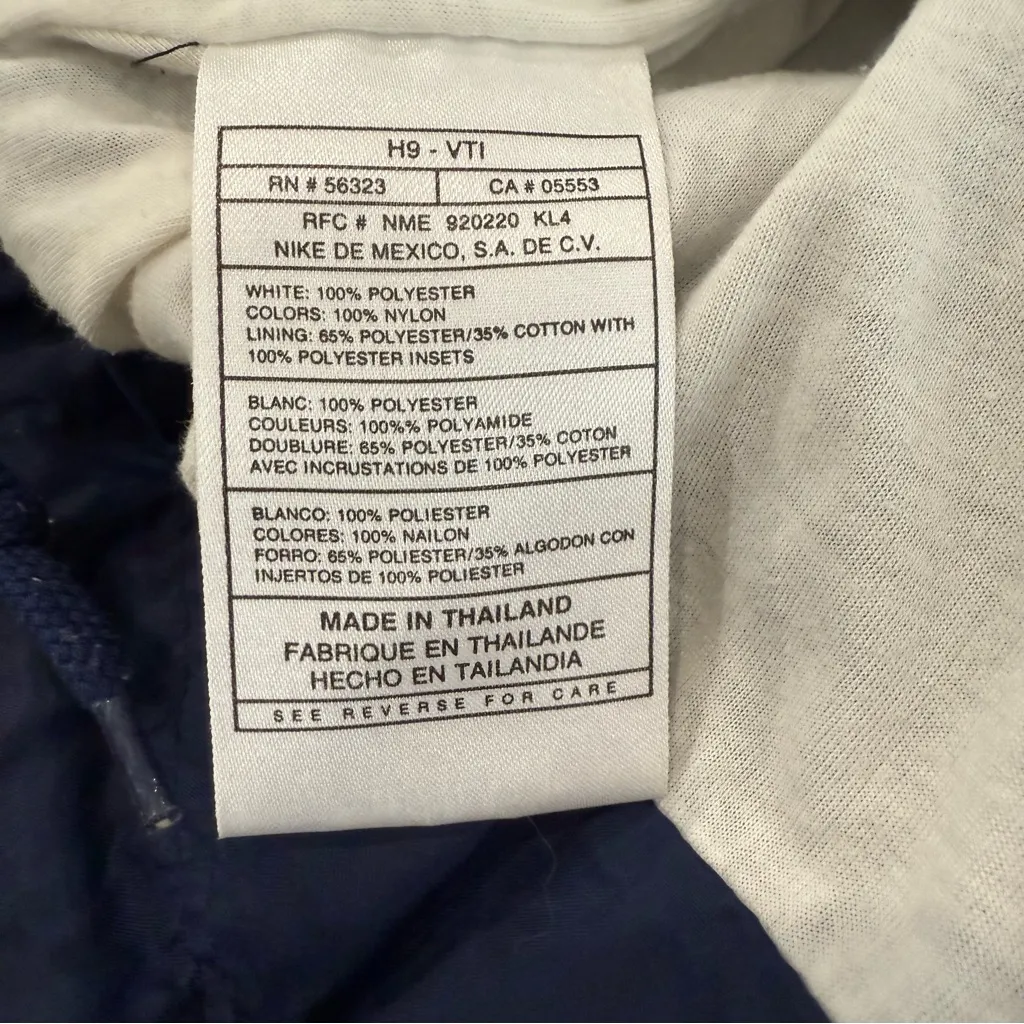 H9 - VTI
RN # 56323 CA # 05553
RFC # NME 920220 KL4
NIKE DE MEXICO, S.A. DE C.V.
WHITE: 100% POLYESTER
COLORS: 100% NYLON
LINING: 65% POLYESTER/35% COTTON WITH
100% POLYESTER INSETS
BLANC: 100% POLYESTER
COULEURS: 100%% POLYAMIDE
DOUBLURE: 65% POLYESTER/35% COTON
AVEC INCRUSTATIONS DE 100% POLYESTER
BLANCO: 100% POLIESTER
COLORES: 100% NAILON
FORRO: 65% POLIESTER/35% ALGODON CON
INJERTOS DE 100% POLIESTER
MADE IN THAILAND
FABRIQUE EN THAILANDE
HECHO EN TAILANDIA
SEE REVERSE FOR CARE